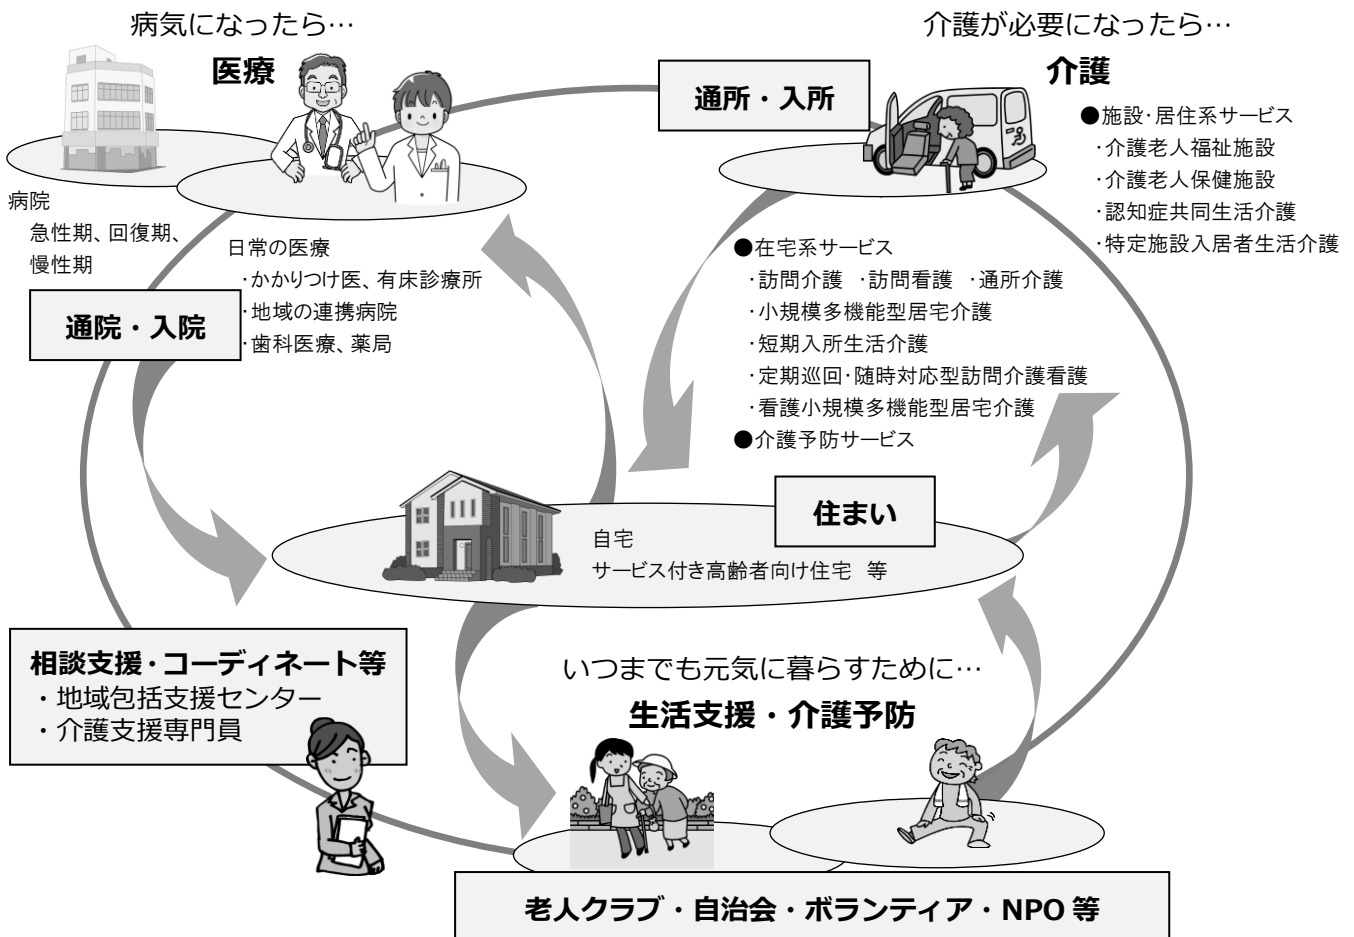 病気になったら…
医療
病院
急性期、回復期、
慢性期
日常の医療
・かかりつけ医、有床診療所
・地域の連携病院
・歯科医療、薬局
通院・入院
通所・入所
介護が必要になったら…
介護
●施設・居住系サービス
・介護老人福祉施設
・介護老人保健施設
・認知症共同生活介護
・特定施設入居者生活介護
●在宅系サービス
・訪問介護 ・訪問看護 ・通所介護
・小規模多機能型居宅介護
・短期入所生活介護
・定期巡回・随時対応型訪問介護看護
・看護小規模多機能型居宅介護
●介護予防サービス
住まい
自宅
サービス付き高齢者向け住宅 等
相談支援・コーディネート等
・地域包括支援センター
・介護支援専門員
いつまでも元気に暮らすために…
生活支援・介護予防
老人クラブ・自治会・ボランティア・NPO 等